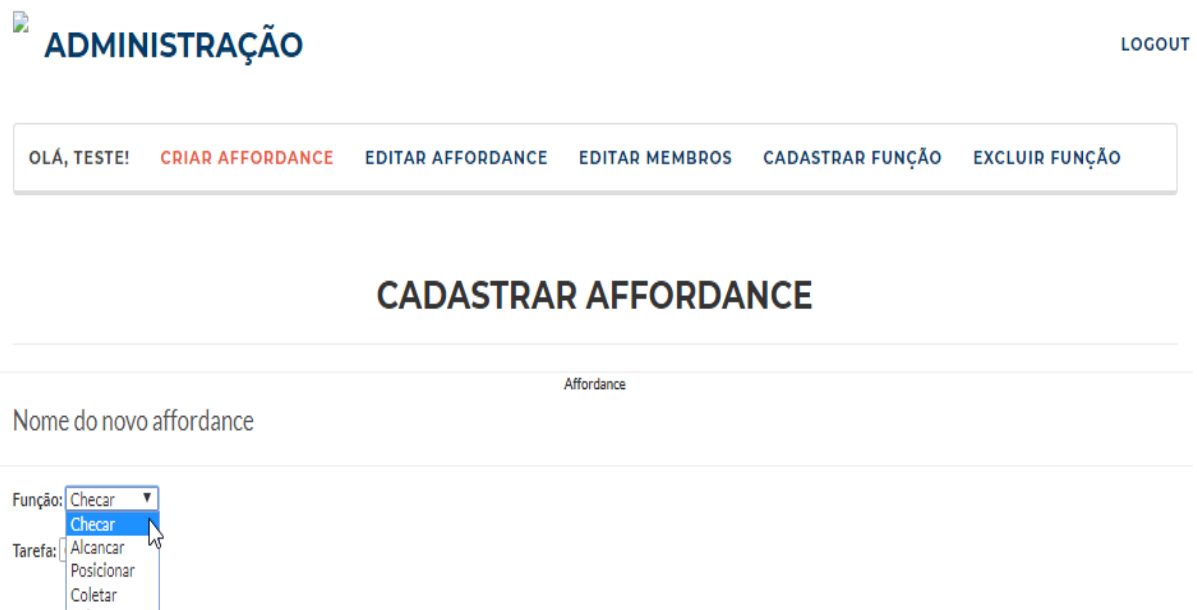 ADMINISTRAÇÃO
LOGOUT
OLÁ, TESTE! CRIAR AFFORDANCE EDITAR AFFORDANCE EDITAR MEMBROS CADASTRAR FUNÇÃO EXCLUIR FUNÇÃO
CADASTRAR AFFORDANCE
Affordance
Nome do novo affordance
Função: Checar
Checar
Tarefa:
Alcancar
Posicionar
Coletar